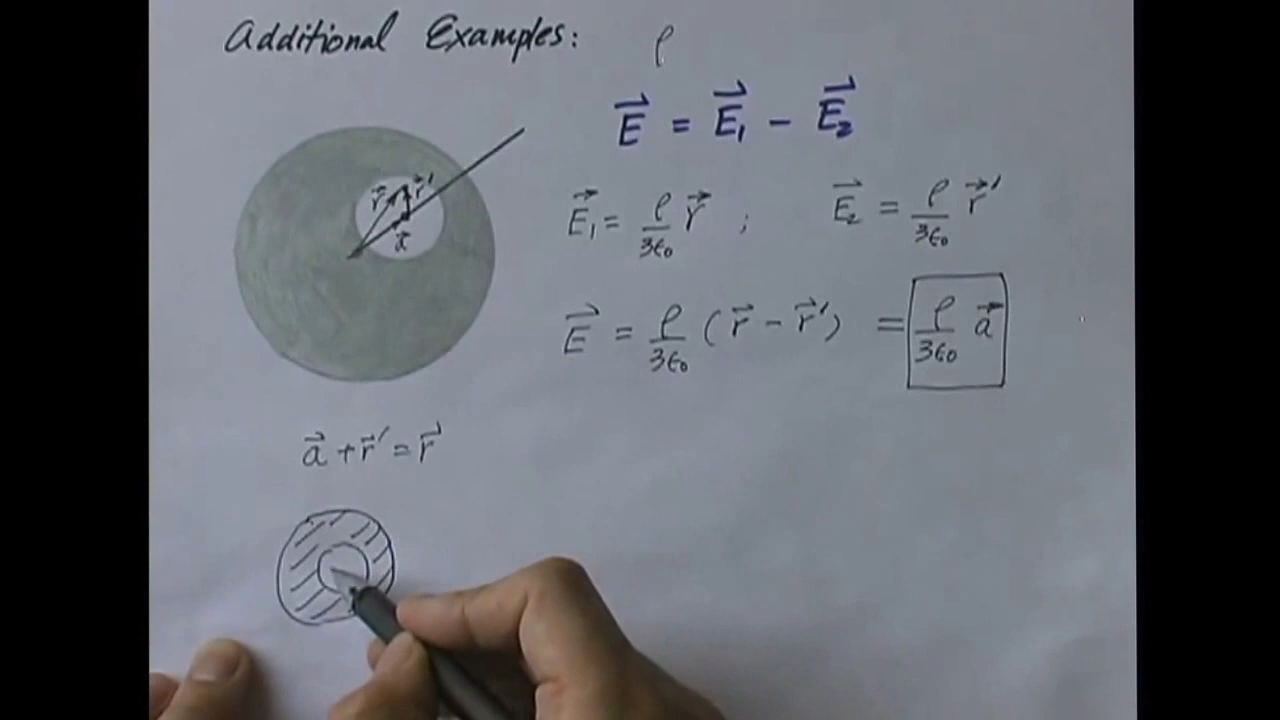 Additional Examples: ρ
E⃗ = E⃗₁ − E⃗₂
E⃗₁ = ρ/3ε₀ r⃗ ; E⃗₂ = ρ/3ε₀ r⃗′
r⃗ r⃗′
a⃗
E⃗ = ρ/3ε₀ (r⃗ − r⃗′) = ρ/3ε₀ a⃗
a⃗ + r⃗′ = r⃗